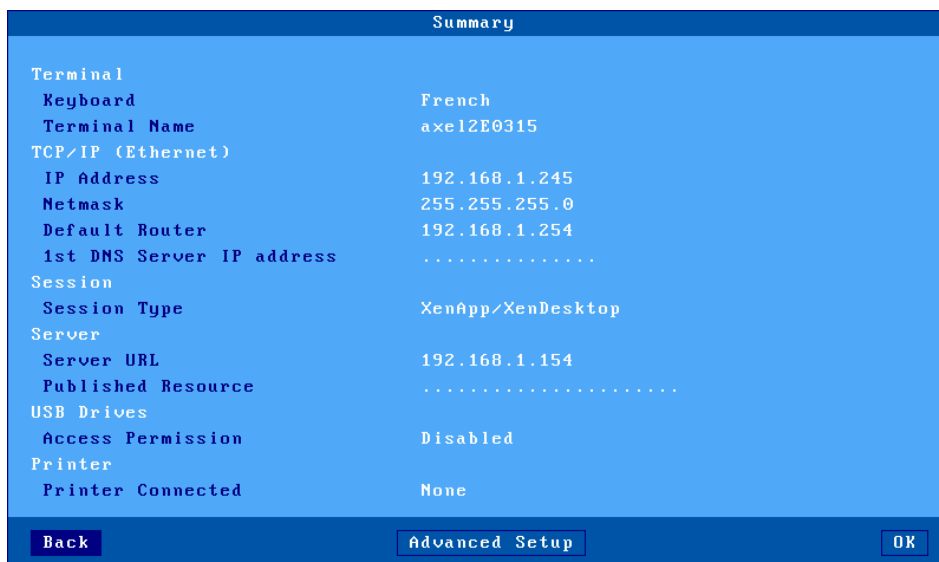 Summary
Terminal
Keyboard French
Terminal Name axel2E0315
TCP/IP (Ethernet)
IP Address 192.168.1.245
Netmask 255.255.255.0
Default Router 192.168.1.254
1st DNS Server IP address ...............
Session
Session Type XenApp/XenDesktop
Server
Server URL 192.168.1.154
Published Resource ......................
USB Drives
Access Permission Disabled
Printer
Printer Connected None
Back Advanced Setup OK